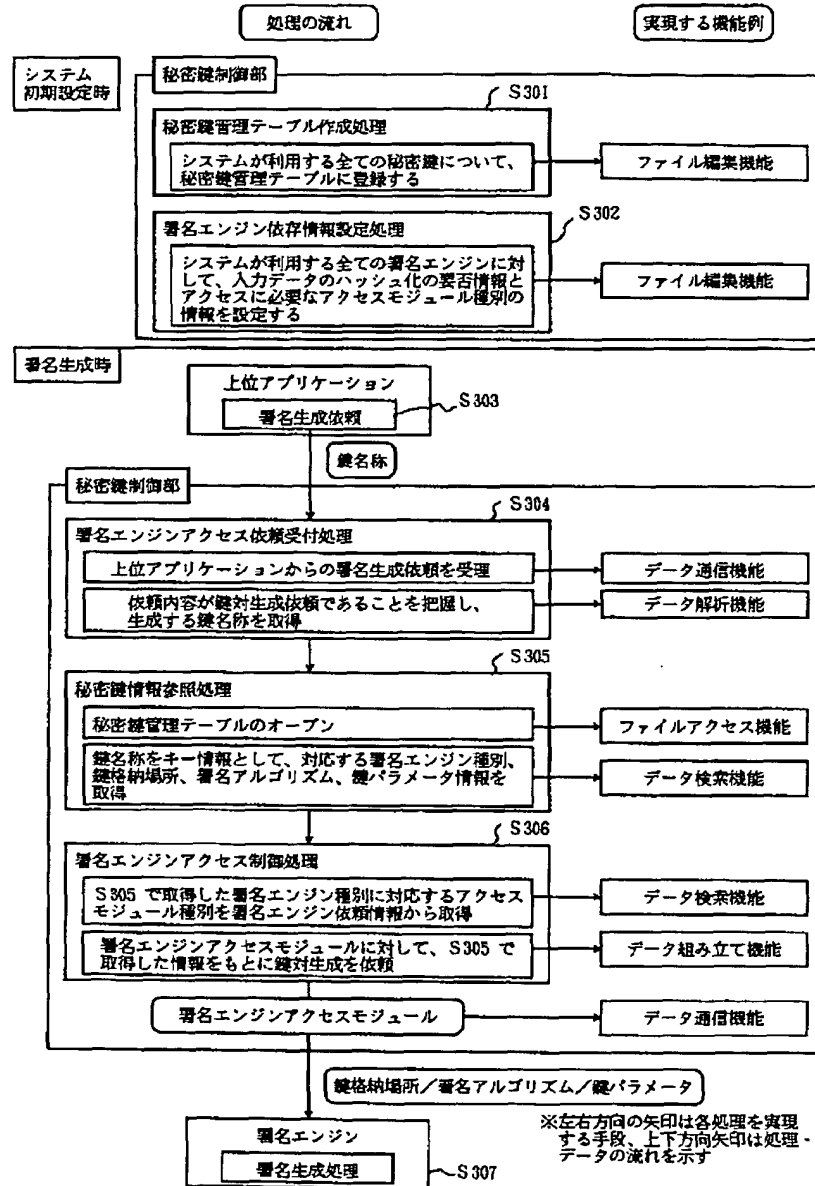 処理の流れ
実現する機能例
システム
初期設定時
秘密鍵制御部
S301
秘密鍵管理テーブル作成処理
システムが利用する全ての秘密鍵について、
秘密鍵管理テーブルに登録する
ファイル編集機能
S302
署名エンジン依存情報設定処理
システムが利用する全ての署名エンジンに対
して、入力データのハッシュ化の要否情報と
アクセスに必要なアクセスモジュール種別の
情報を設定する
ファイル編集機能
署名生成時
上位アプリケーション
署名生成依頼
S303
鍵名称
秘密鍵制御部
S304
署名エンジンアクセス依頼受付処理
上位アプリケーションからの署名生成依頼を受理
データ通信機能
依頼内容が鍵対生成依頼であることを把握し、
生成する鍵名称を取得
データ解析機能
S305
秘密鍵情報参照処理
秘密鍵管理テーブルのオープン
ファイルアクセス機能
鍵名称をキー情報として、対応する署名エンジン種別、
鍵格納場所、署名アルゴリズム、鍵パラメータ情報を
取得
データ検索機能
S306
署名エンジンアクセス制御処理
S305で取得した署名エンジン種別に対応するアクセス
モジュール種別を署名エンジン依頼情報から取得
データ検索機能
署名エンジンアクセスモジュールに対して、S305で
取得した情報をもとに鍵対生成を依頼
データ組み立て機能
署名エンジンアクセスモジュール
データ通信機能
鍵格納場所/署名アルゴリズム/鍵パラメータ
※左右方向の矢印は各処理を実現
する手段、上下方向矢印は処理・
データの流れを示す
署名エンジン
署名生成処理
S307